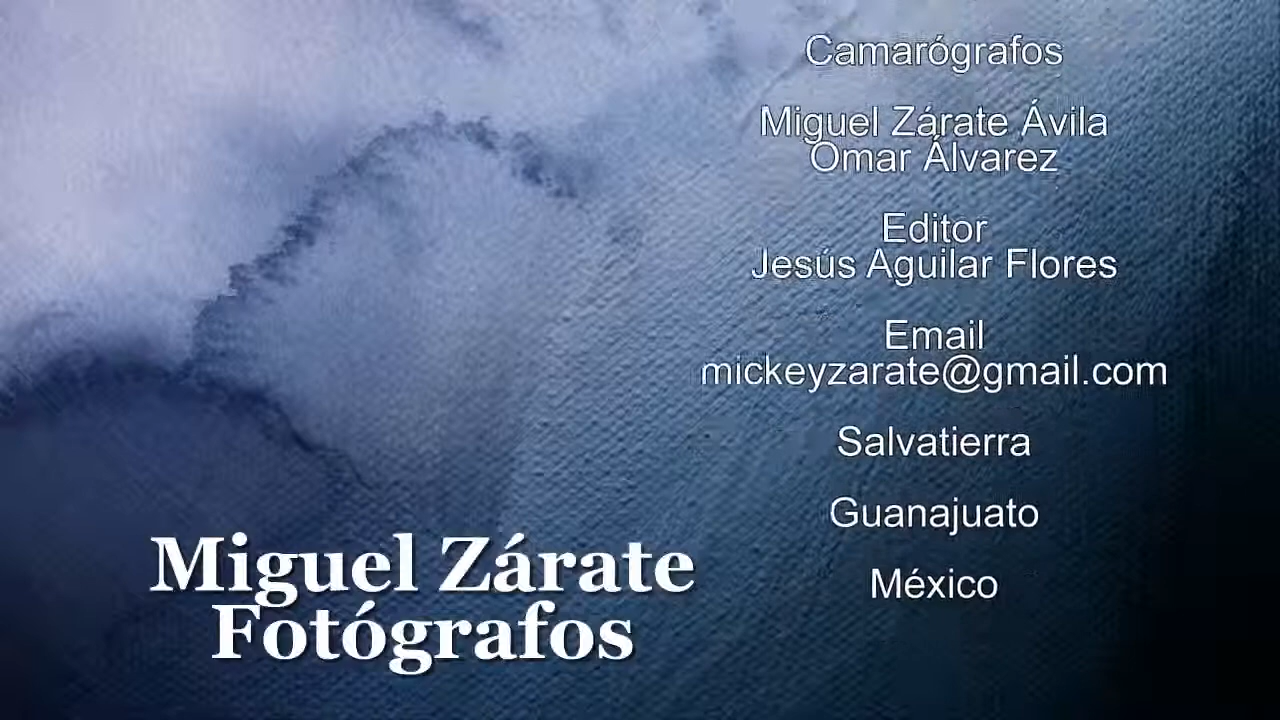 Camarógrafos
Miguel Zárate Ávila
Omar Álvarez
Editor
Jesús Aguilar Flores
Email
mickeyzarate@gmail.com
Salvatierra
Guanajuato
México
Miguel Zárate
Fotógrafos